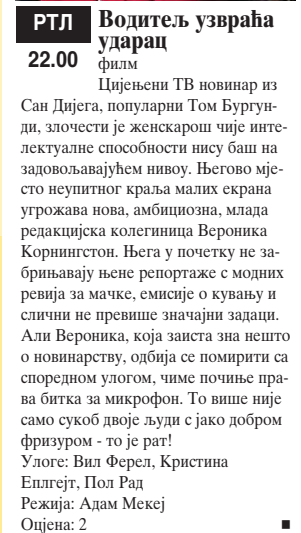 РТЛ
22.00
Водитељ узвраћа
ударац
филм
Цијењени ТВ новинар из
Сан Дијега, популарни Том Бургун-
ди, злочести је женскарош чије инте-
лектуалне способности нису баш на
задовољавајућем нивоу. Његово мје-
сто неупитног краља малих екрана
угрожава нова, амбициозна, млада
редакцијска колегиница Вероника
Корнингстон. Њега у почетку не за-
брињавају њене репортаже с модних
ревија за мачке, емисије о кувању и
слични не превише значајни задаци.
Али Вероника, која заиста зна нешто
о новинарству, одбија се помирити са
споредном улогом, чиме почиње пра-
ва битка за микрофон. То више није
само сукоб двоје људи с јако добром
фризуром - то је рат!
Улоге: Вил Ферел, Кристина
Еплгејт, Пол Рад
Режија: Адам Мекеј
Оцјена: 2